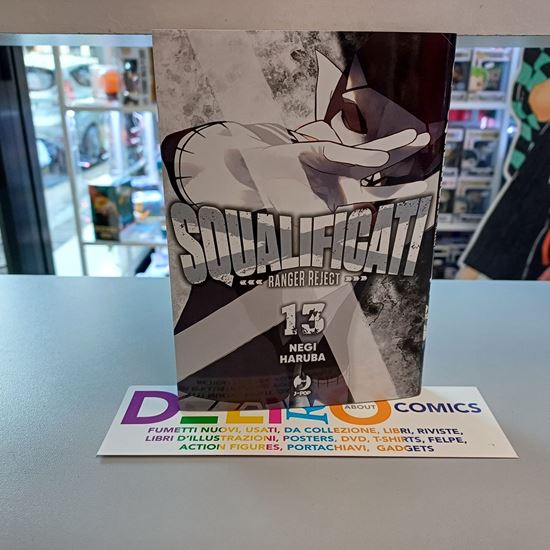 SQUALIFICATI
RANGER REJECT
13
NEGI
HARUBA
J-POP
ABOUT
COMICS
FUMETTI NUOVI, USATI, DA COLLEZIONE, LIBRI, RIVISTE,
LIBRI D'ILLUSTRAZIONI, POSTERS, DVD, T-SHIRTS, FELPE,
ACTION FIGURES, PORTACHIAVI, GADGETS